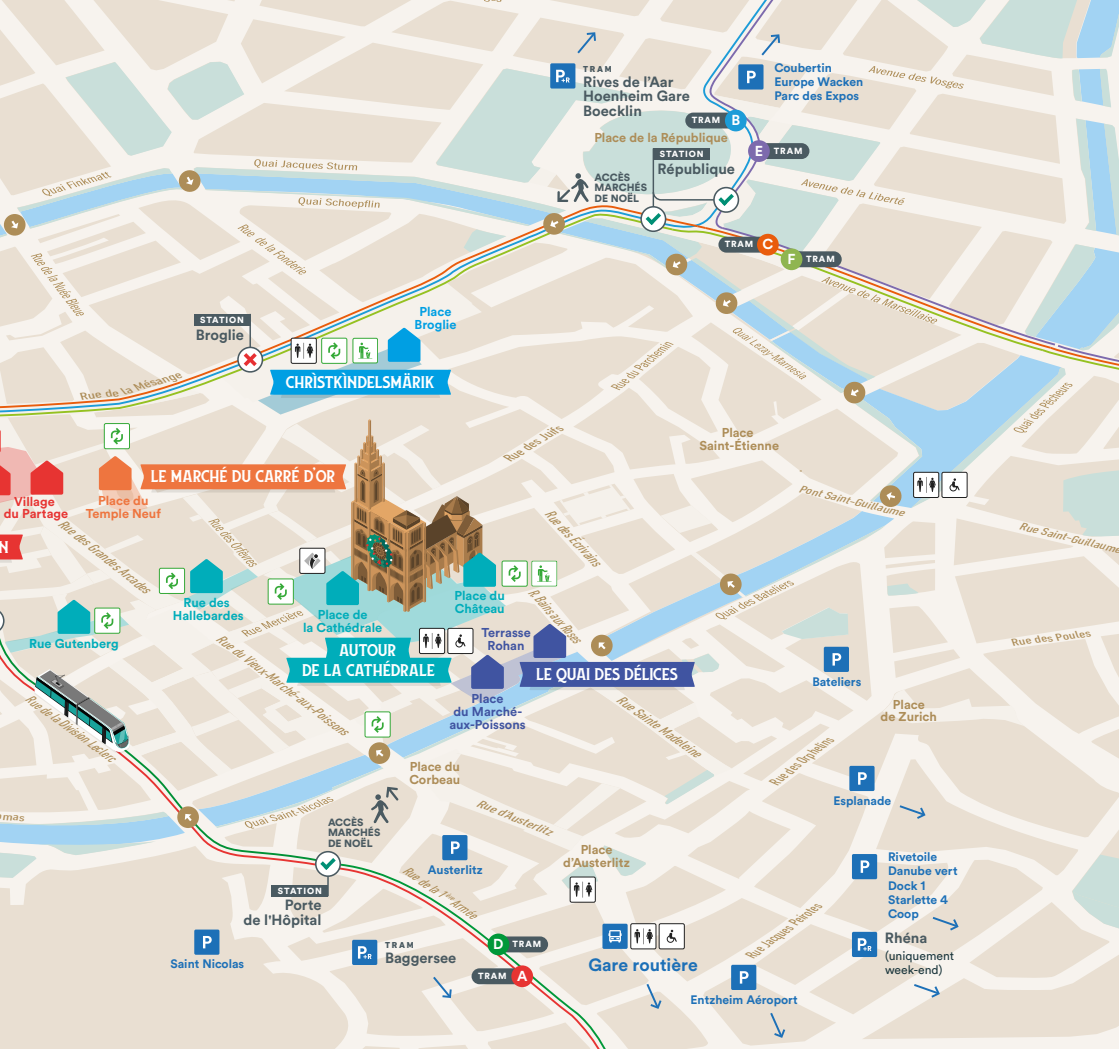 TRAM
Rives de l'Aar
Hoenheim Gare
Boecklin
P+R
P
Coubertin
Europe Wacken
Parc des Expos
Avenue des Vosges
TRAM B
E TRAM
Place de la République
STATION
République
ACCÈS
MARCHÉS
DE NOËL
Avenue de la Liberté
Quai Jacques Sturm
Quai Finkmatt
Quai Schoepflin
Rue de la Nuée Bleue
Rue de la Fonderie
TRAM C
F TRAM
Avenue de la Marseillaise
Place
Broglie
STATION
Broglie
CHRÌSTKÌNDELSMÄRIK
Rue de la Mésange
Rue du Parchemin
Quai Lezay-Marnesia
Quai des Pêcheurs
Place
Saint-Étienne
Rue des Juifs
LE MARCHÉ DU CARRÉ D'OR
Village
du Partage
Place du
Temple Neuf
Pont Saint-Guillaume
Rue Saint-Guillaume
N
Rue des Grandes Arcades
Rue des Orfèvres
Rue des Écrivains
Rue des
Hallebardes
Place de
la Cathédrale
Place du
Château
R. Bains aux Roses
Quai des Bateliers
Rue Gutenberg
Rue Mercière
AUTOUR
DE LA CATHÉDRALE
Terrasse
Rohan
LE QUAI DES DÉLICES
Place
du Marché-
aux-Poissons
Rue du Vieux-Marché-aux-Poissons
Rue des Poules
P
Bateliers
Place
de Zurich
Rue Sainte Madeleine
Rue des Orphelins
Rue de la Division Leclerc
Place du
Corbeau
P
Esplanade
Quai Saint-Nicolas
mas
ACCÈS
MARCHÉS
DE NOËL
Rue d'Austerlitz
P
Austerlitz
Place
d'Austerlitz
Rue de la 1ère Armée
STATION
Porte
de l'Hôpital
P
Rivetoile
Danube vert
Dock 1
Starlette 4
Coop
P+R
Rhéna
(uniquement
week-end)
Rue Jacques Peirotes
P
Saint Nicolas
P+R
TRAM
Baggersee
D TRAM
TRAM A
Gare routière
P
Entzheim Aéroport